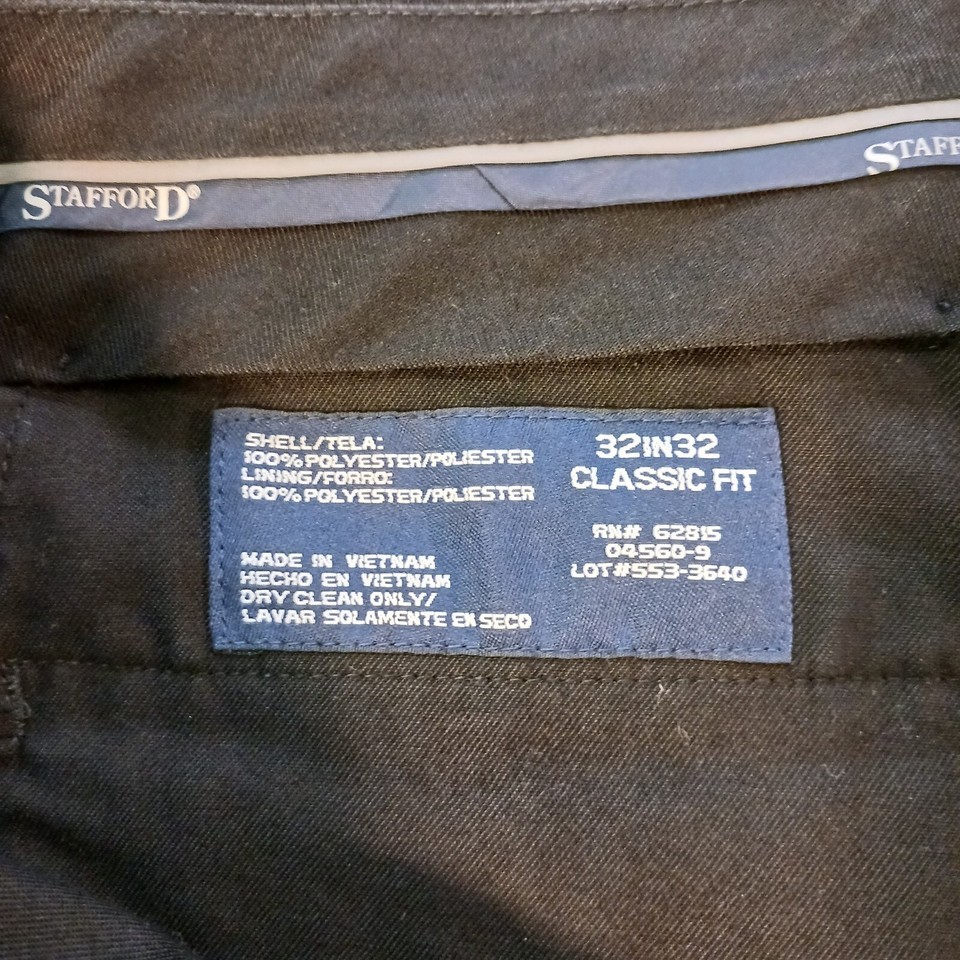 STAFFORD®
STAFF
SHELL/TELA:
100% POLYESTER/POLIESTER
LINING/FORRO:
100% POLYESTER/POLIESTER
MADE IN VIETNAM
HECHO EN VIETNAM
DRY CLEAN ONLY/
LAVAR SOLAMENTE EN SECO
32IN32
CLASSIC FIT
RN# 62815
04560-9
LOT#553-3640